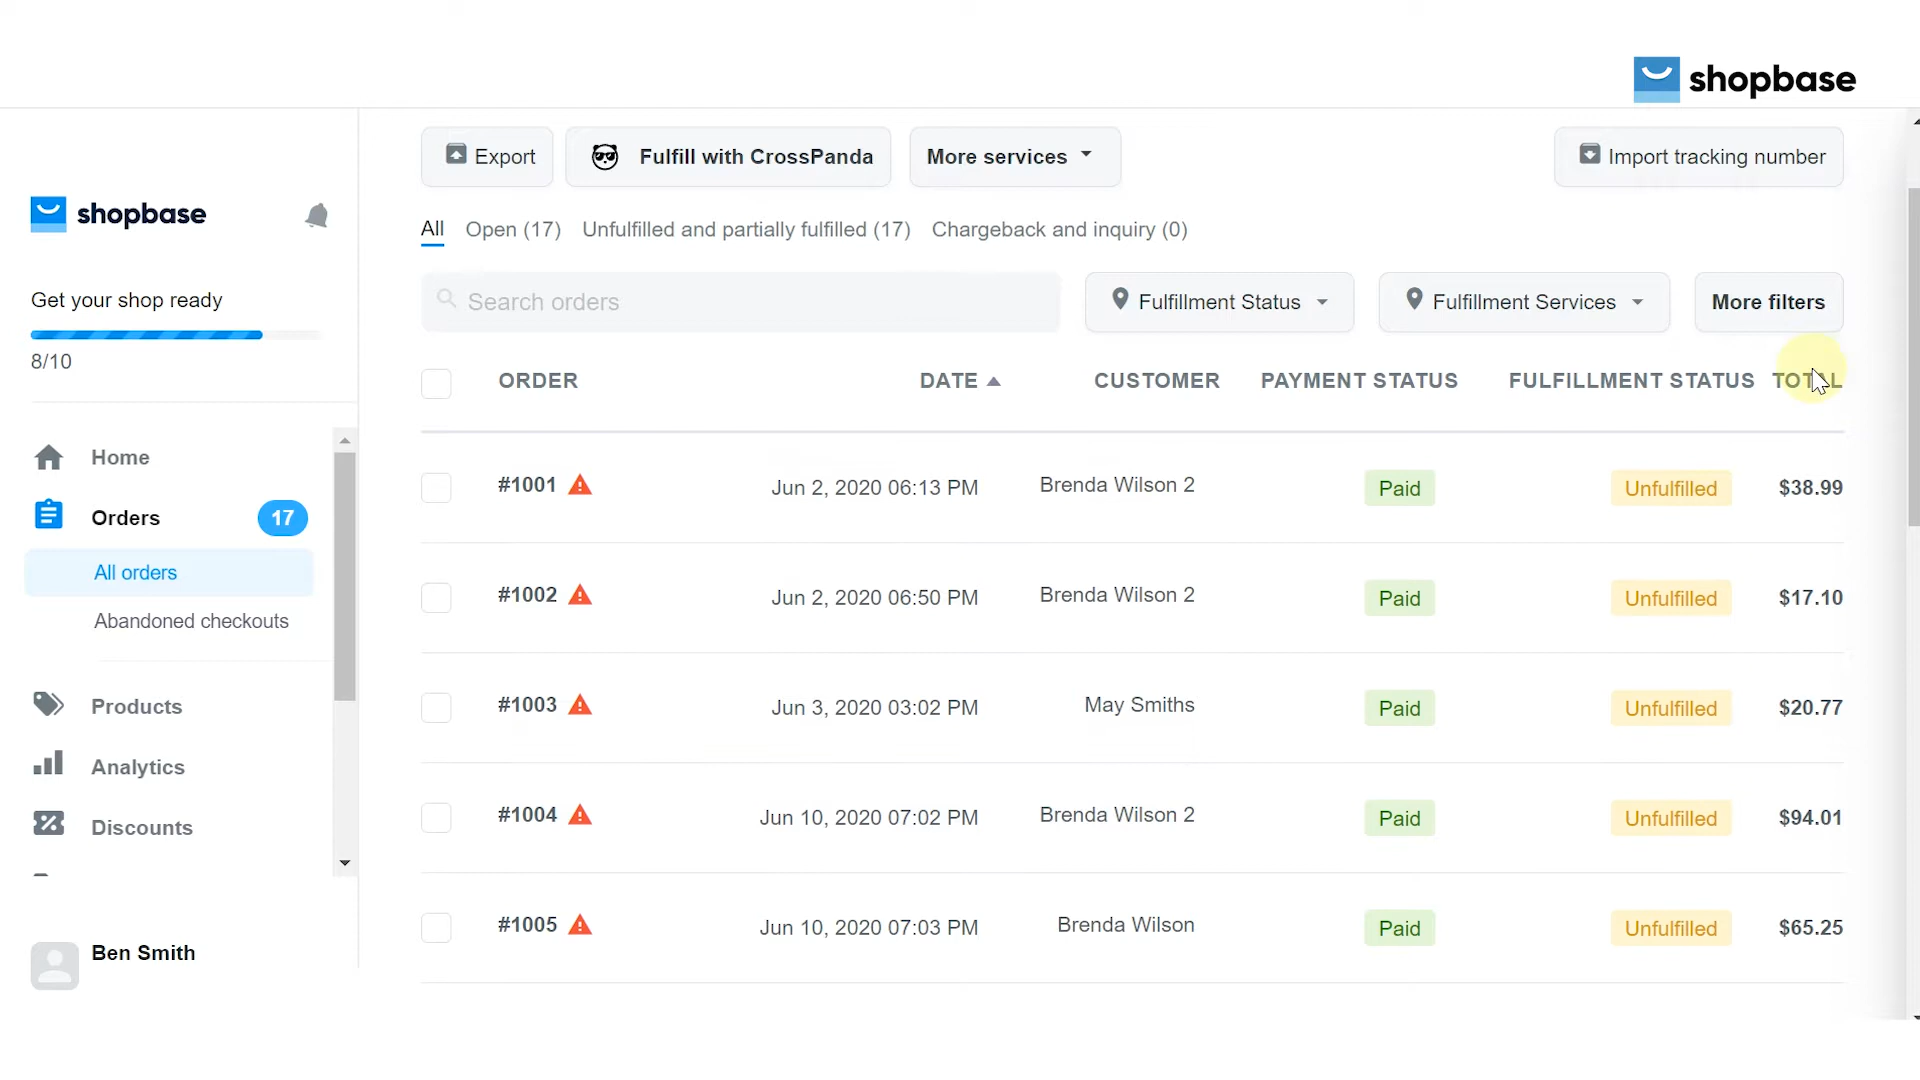 shopbase
Export
Fulfill with CrossPanda
More services
Import tracking number
shopbase
All
Open (17)
Unfulfilled and partially fulfilled (17)
Chargeback and inquiry (0)
Get your shop ready
8/10
Search orders
Fulfillment Status
Fulfillment Services
More filters
ORDER DATE CUSTOMER PAYMENT STATUS FULFILLMENT STATUS TOTAL
Home
Orders 17
All orders
Abandoned checkouts
Products
Analytics
Discounts
Ben Smith
#1001 Jun 2, 2020 06:13 PM Brenda Wilson 2 Paid Unfulfilled $38.99
#1002 Jun 2, 2020 06:50 PM Brenda Wilson 2 Paid Unfulfilled $17.10
#1003 Jun 3, 2020 03:02 PM May Smiths Paid Unfulfilled $20.77
#1004 Jun 10, 2020 07:02 PM Brenda Wilson 2 Paid Unfulfilled $94.01
#1005 Jun 10, 2020 07:03 PM Brenda Wilson Paid Unfulfilled $65.25